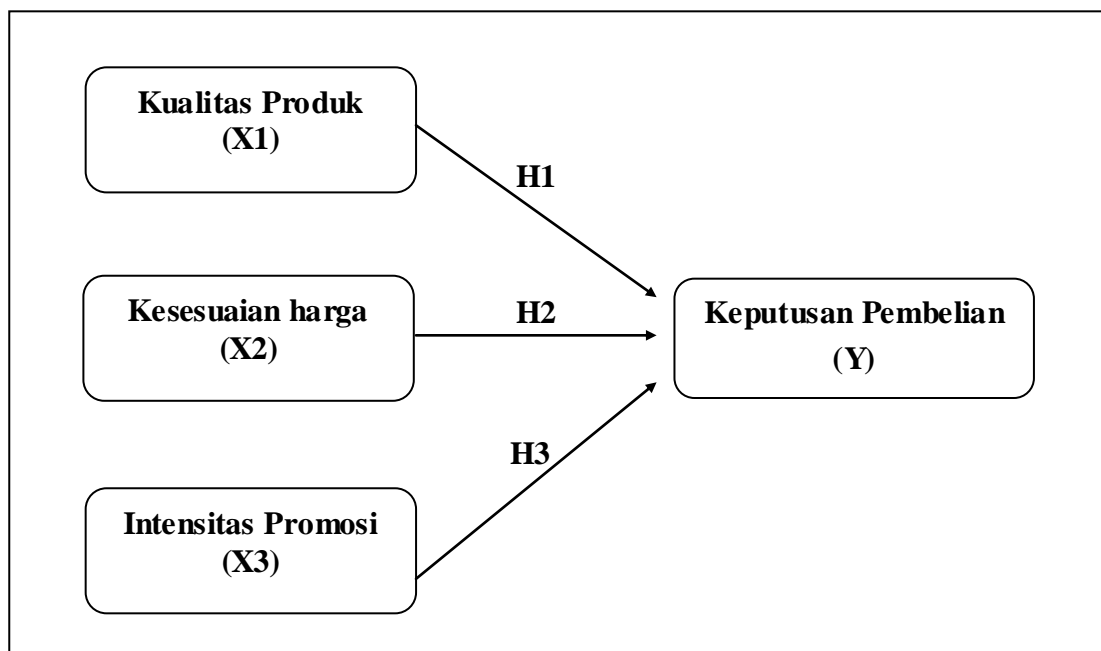 Kualitas Produk
(X1)
H1
Kesesuaian harga
(X2)
H2
Keputusan Pembelian
(Y)
H3
Intensitas Promosi
(X3)